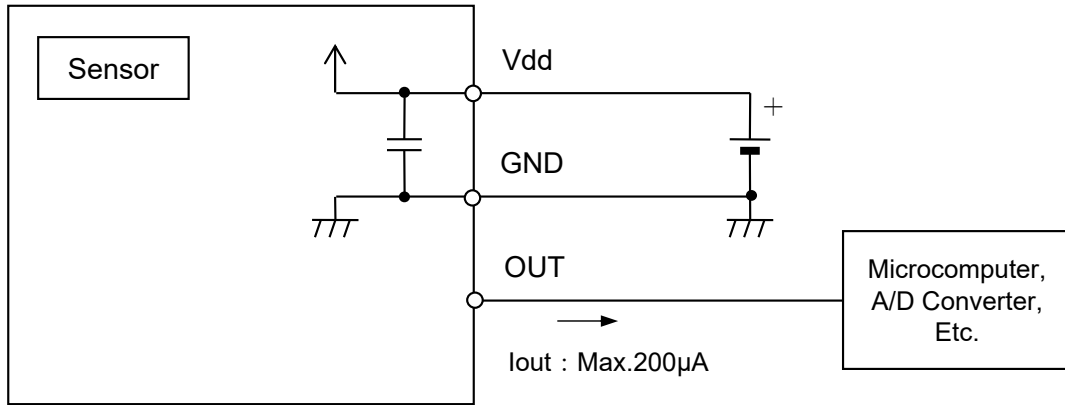 Sensor
Vdd
+
GND
OUT
Microcomputer,
A/D Converter,
Etc.
Iout : Max.200µA